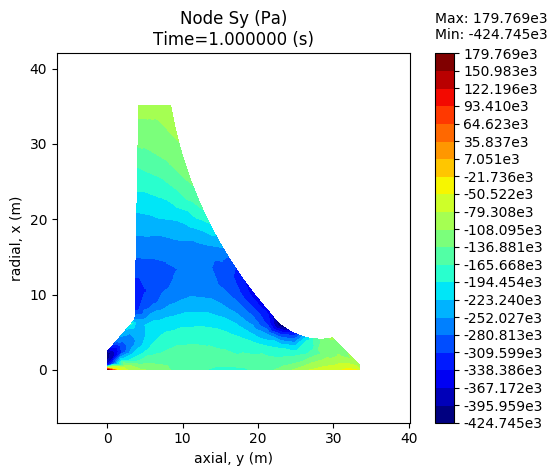 Node Sy (Pa)
Time=1.000000 (s)
Max: 179.769e3
Min: -424.745e3
179.769e3
150.983e3
122.196e3
93.410e3
64.623e3
35.837e3
7.051e3
-21.736e3
-50.522e3
-79.308e3
-108.095e3
-136.881e3
-165.668e3
-194.454e3
-223.240e3
-252.027e3
-280.813e3
-309.599e3
-338.386e3
-367.172e3
-395.959e3
-424.745e3
radial, x (m)
40
30
20
10
0
0 10 20 30 40
axial, y (m)